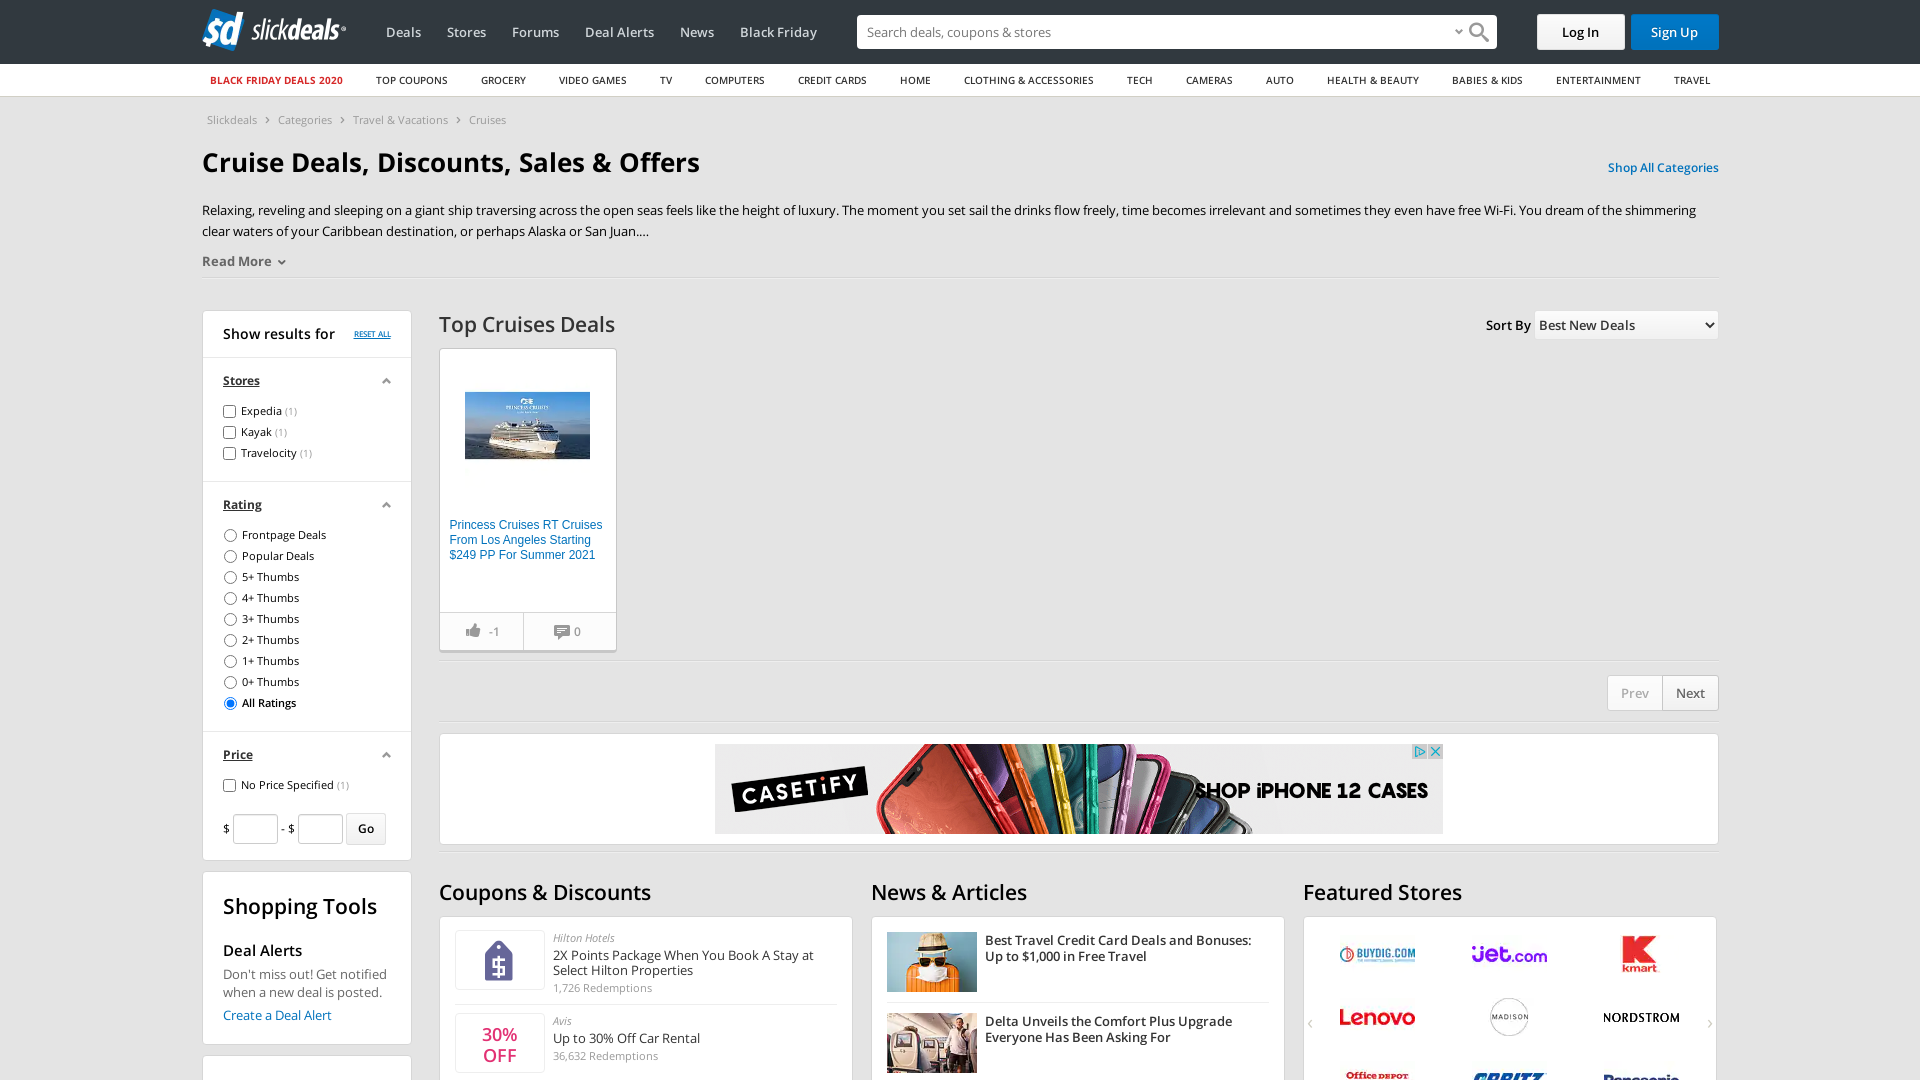 slickdeals
Deals
Stores
Forums
Deal Alerts
News
Black Friday
Search deals, coupons & stores
Log In
Sign Up
BLACK FRIDAY DEALS 2020
TOP COUPONS
GROCERY
VIDEO GAMES
TV
COMPUTERS
CREDIT CARDS
HOME
CLOTHING & ACCESSORIES
TECH
CAMERAS
AUTO
HEALTH & BEAUTY
BABIES & KIDS
ENTERTAINMENT
TRAVEL
Slickdeals › Categories › Travel & Vacations › Cruises
Cruise Deals, Discounts, Sales & Offers
Shop All Categories
Relaxing, reveling and sleeping on a giant ship traversing across the open seas feels like the height of luxury. The moment you set sail the drinks flow freely, time becomes irrelevant and sometimes they even have free Wi-Fi. You dream of the shimmering
clear waters of your Caribbean destination, or perhaps Alaska or San Juan....
Read More
Show results for
RESET ALL
Stores
Expedia (1)
Kayak (1)
Travelocity (1)
Rating
Frontpage Deals
Popular Deals
5+ Thumbs
4+ Thumbs
3+ Thumbs
2+ Thumbs
1+ Thumbs
0+ Thumbs
All Ratings
Price
No Price Specified (1)
$ - $ Go
Shopping Tools
Deal Alerts
Don't miss out! Get notified
when a new deal is posted.
Create a Deal Alert
Top Cruises Deals
Sort By Best New Deals
PRINCESS CRUISES
Princess Cruises RT Cruises
From Los Angeles Starting
$249 PP For Summer 2021
-1
0
Prev
Next
CASETiFY
SHOP iPHONE 12 CASES
Coupons & Discounts
Hilton Hotels
2X Points Package When You Book A Stay at
Select Hilton Properties
1,726 Redemptions
30%
OFF
Avis
Up to 30% Off Car Rental
36,632 Redemptions
News & Articles
Best Travel Credit Card Deals and Bonuses:
Up to $1,000 in Free Travel
Delta Unveils the Comfort Plus Upgrade
Everyone Has Been Asking For
Featured Stores
BUYDIG.COM
Jet.com
kmart
Lenovo
MADISON
NORDSTROM
Office DEPOT
ORBITZ
Panasonic